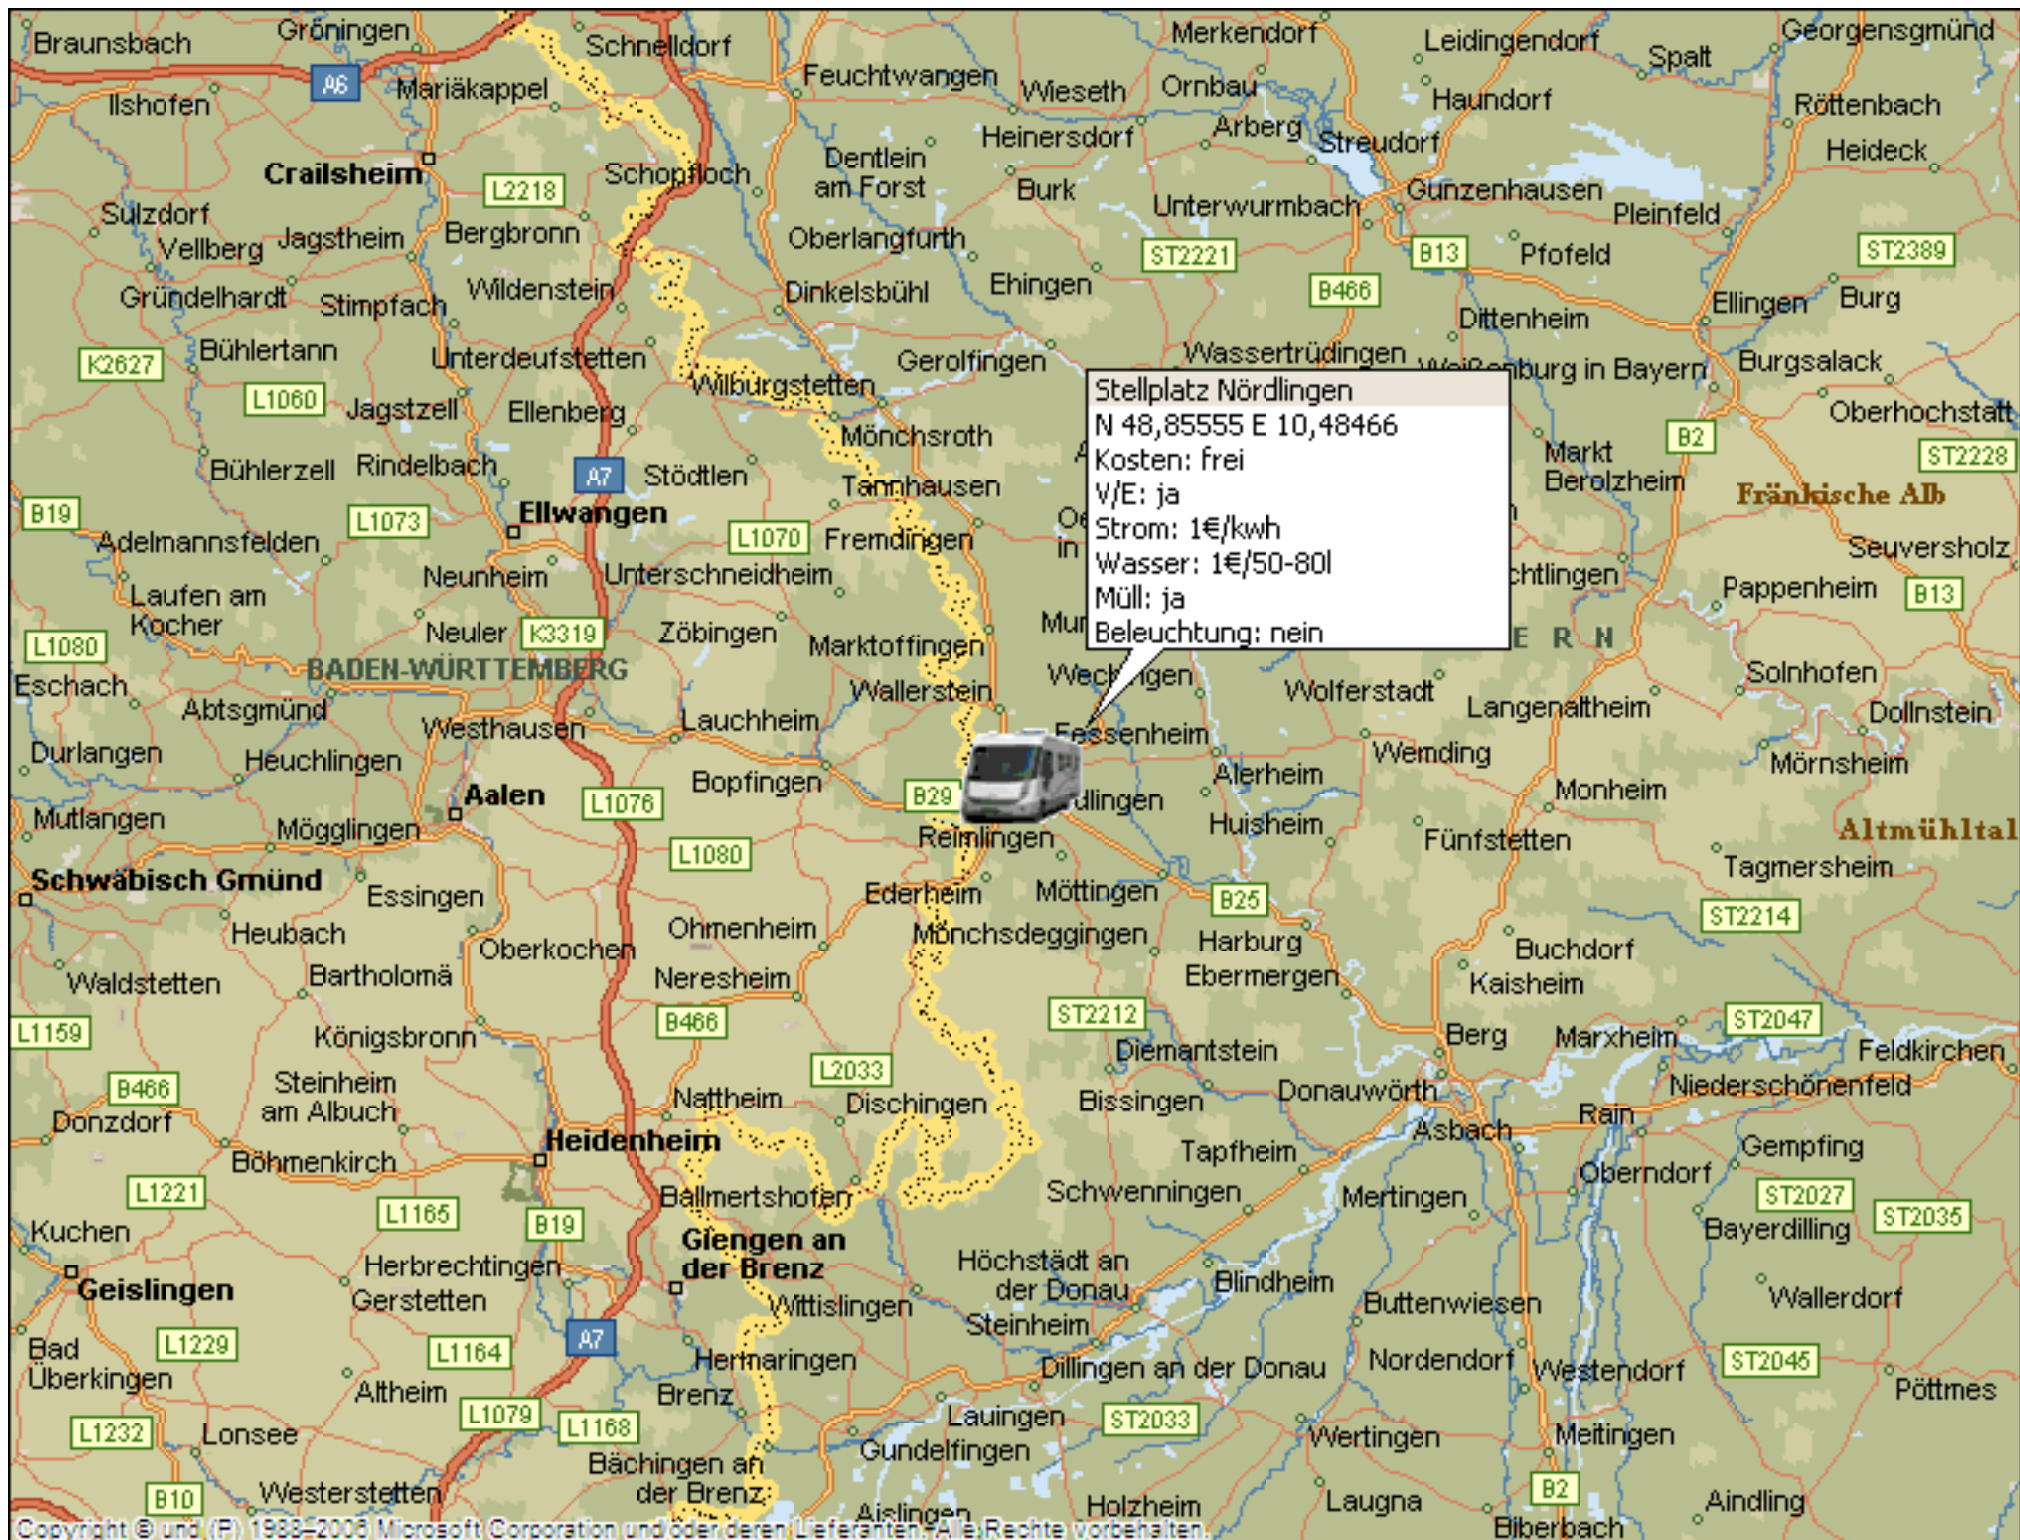 Braunsbach
Gröningen
Schnelldorf
Merkendorf
Leidingendorf
Georgensgmünd
Spalt
A6
Mariäkappel
Feuchtwangen
Wieseth
Ornbau
Haundorf
Röttenbach
Ilshofen
Heinersdorf
Arberg
Streudorf
Heideck
Crailsheim
L2218
Schopfloch
Dentlein
am Forst
Burk
Unterwurmbach
Gunzenhausen
Pleinfeld
Sulzdorf
Vellberg
Jagstheim
Bergbronn
Oberlangfurth
ST2221
B13
Pfofeld
ST2389
Gründelhardt
Stimpfach
Wildenstein
Dinkelsbühl
Ehingen
B466
Ellingen
Burg
Dittenheim
K2627
Bühlertann
Unterdeufstetten
Gerolfingen
Wassertrüdingen
Weißenburg in Bayern
Burgsalack
L1060
Jagstzell
Ellenberg
Wilburgstetten
Oberhochstatt
Stellplatz Nördlingen
N 48,85555 E 10,48466
Kosten: frei
V/E: ja
Strom: 1€/kwh
Wasser: 1€/50-80l
Müll: ja
Beleuchtung: nein
Mönchsroth
B2
ST2228
Bühlerzell
Rindelbach
A7
Stödtlen
Tannhausen
Markt
Berolzheim
Fränkische Alb
B19
L1073
Ellwangen
L1070
Fremdingen
Oe
in
Adelmannsfelden
Neunheim
Unterschneidheim
chtlingen
Seuversholz
Pappenheim
B13
Laufen am
Kocher
L1080
Neuler
K3319
Zöbingen
Marktoffingen
Mur
E R N
BADEN-WÜRTTEMBERG
Eschach
Abtsgmünd
Wallerstein
Wechingen
Wolferstadt
Solnhofen
Langenaltheim
Dollnstein
Westhausen
Lauchheim
Fessenheim
Durlangen
Heuchlingen
Bopfingen
Wemding
Mörnsheim
Aalen
L1076
B29
dlingen
Alerheim
Monheim
Mutlangen
Mögglingen
L1080
Reimlingen
Huisheim
Fünfstetten
Altmühltal
Tagmersheim
Schwäbisch Gmünd
Essingen
Ederheim
Möttingen
B25
ST2214
Heubach
Oberkochen
Ohmenheim
Mönchsdeggingen
Harburg
Buchdorf
Waldstetten
Bartholomä
Neresheim
Ebermergen
Kaisheim
L1159
Königsbronn
B466
ST2212
Berg
Marxheim
ST2047
Feldkirchen
B466
Steinheim
am Albuch
L2033
Diemantstein
Donauwörth
Niederschönenfeld
Donzdorf
Nattheim
Dischingen
Bissingen
Asbach
Rain
Gempfing
Böhmenkirch
Heidenheim
Tapfheim
Oberndorf
L1221
L1165
B19
Ballmertshofen
Schwenningen
Mertingen
ST2027
ST2035
Kuchen
Bayerdilling
Giengen an
der Brenz
Geislingen
Herbrechtingen
Höchstädt an
der Donau
Blindheim
Gerstetten
Wittislingen
Buttenwiesen
Wallerdorf
Bad
Überkingen
L1229
L1164
A7
Steinheim
Hermaringen
Dillingen an der Donau
Nordendorf
Westendorf
ST2045
Pöttmes
Altheim
Brenz
L1232
Lonsee
L1079
L1168
Lauingen
ST2033
Wertingen
Meitingen
Gundelfingen
Bächingen an
der Brenz
B10
Westerstetten
Aislingen
Holzheim
Laugna
B2
Aindling
Biberbach
Copyright © und (P) 1988–2006 Microsoft Corporation und/oder deren Lieferanten. Alle Rechte vorbehalten.